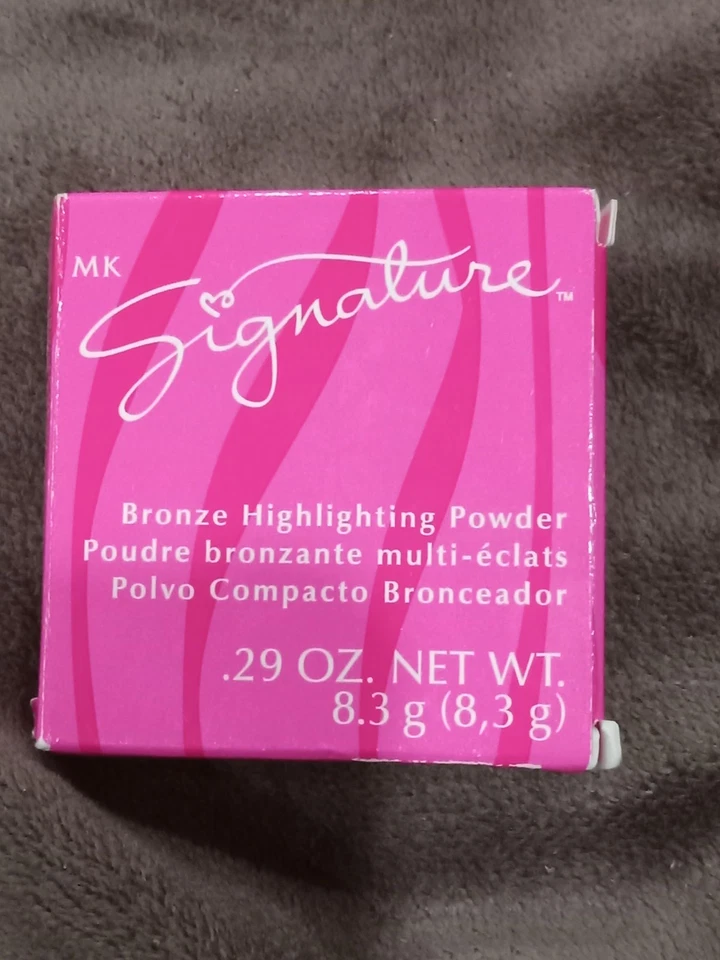 MK
Signature™
Bronze Highlighting Powder
Poudre bronzante multi-éclats
Polvo Compacto Bronceador
.29 OZ. NET WT.
8.3 g (8,3 g)